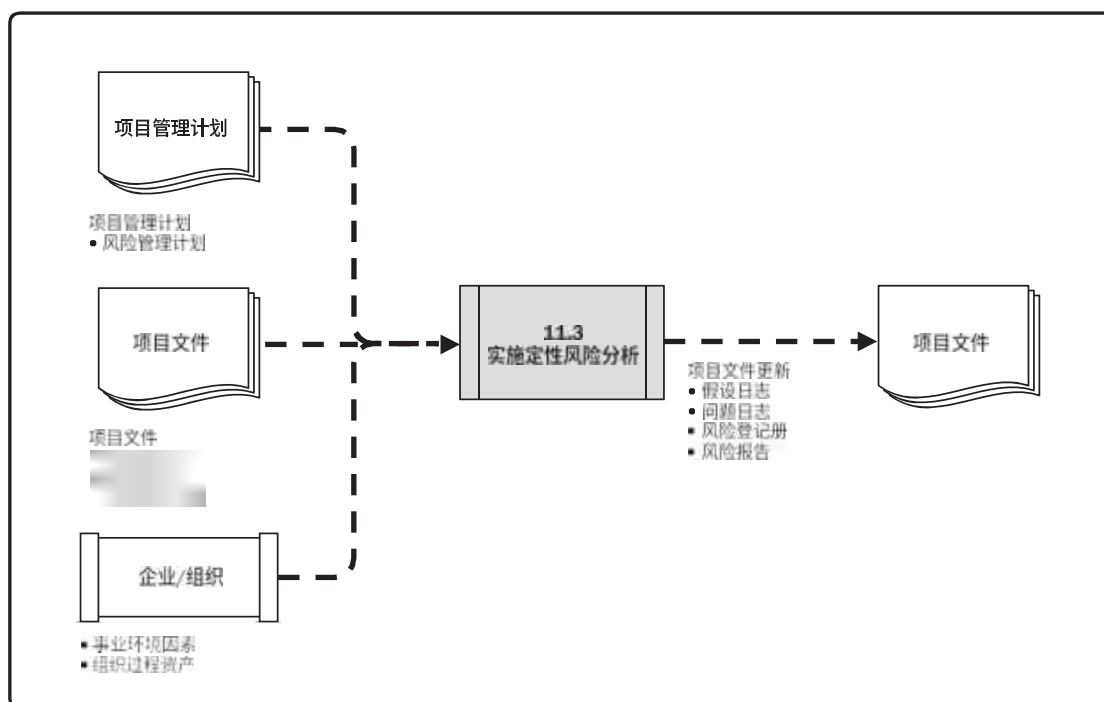 项目管理计划
项目管理计划
• 风险管理计划
项目文件
项目文件
企业/组织
▪ 事业环境因素
▪ 组织过程资产
11.3
实施定性风险分析
项目文件更新
• 假设日志
• 问题日志
▪ 风险登记册
▪ 风险报告
项目文件